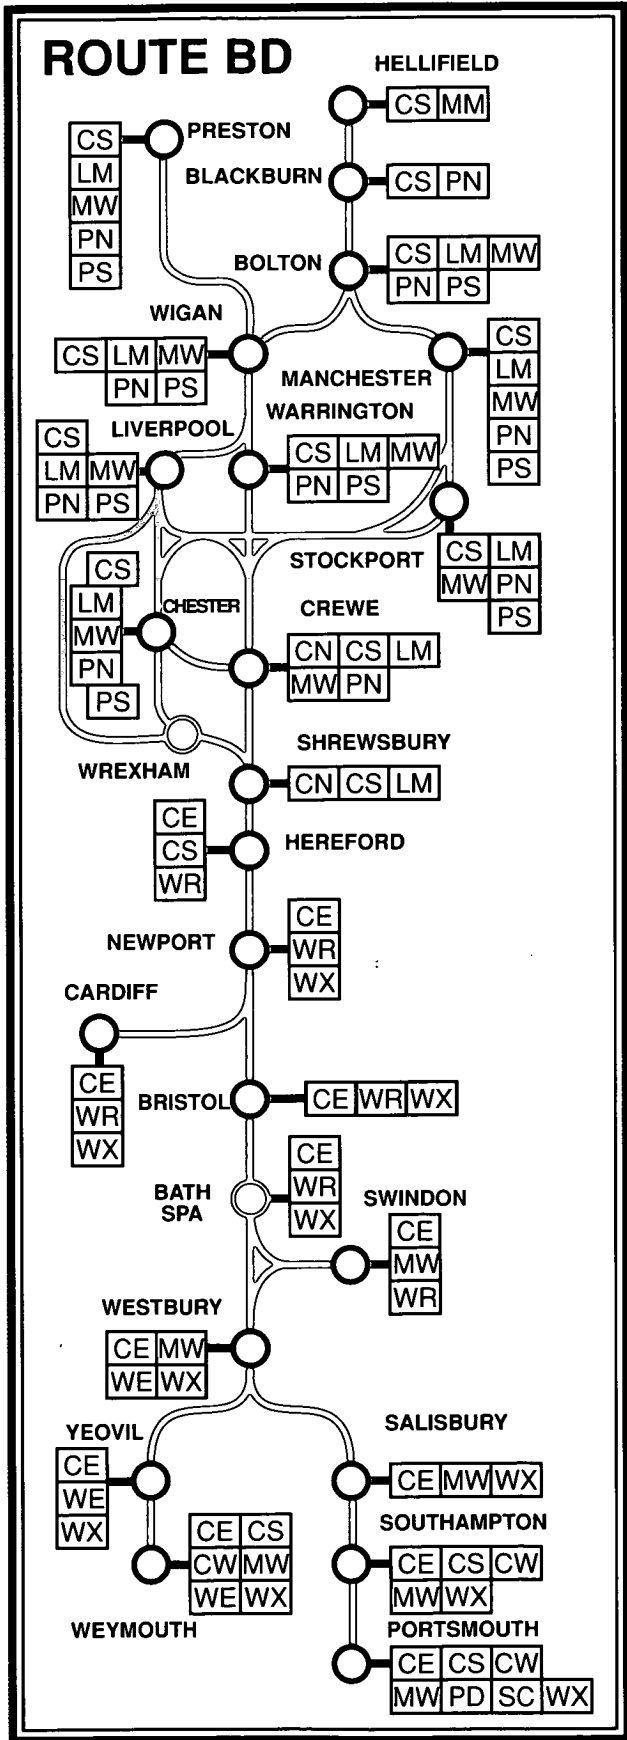 ROUTE BD
HELLIFIELD
CS MM
PRESTON
CS
LM
MW
PN
PS
BLACKBURN
CS PN
BOLTON
CS LM MW
PN PS
WIGAN
CS LM MW
PN PS
MANCHESTER
CS
LM
MW
PN
PS
LIVERPOOL
CS
LM MW
PN PS
WARRINGTON
CS LM MW
PN PS
STOCKPORT
CS LM
MW PN
PS
CHESTER
CS
LM
MW
PN
PS
CREWE
CN CS LM
MW PN
WREXHAM
SHREWSBURY
CN CS LM
HEREFORD
CE
CS
WR
NEWPORT
CE
WR
WX
CARDIFF
CE
WR
WX
BRISTOL
CE WR WX
BATH
SPA
CE
WR
WX
SWINDON
CE
MW
WR
WESTBURY
CE MW
WE WX
YEOVIL
CE
WE
WX
SALISBURY
CE MW WX
SOUTHAMPTON
CE CS CW
MW WX
WEYMOUTH
CE CS
CW MW
WE WX
PORTSMOUTH
CE CS CW
MW PD SC WX